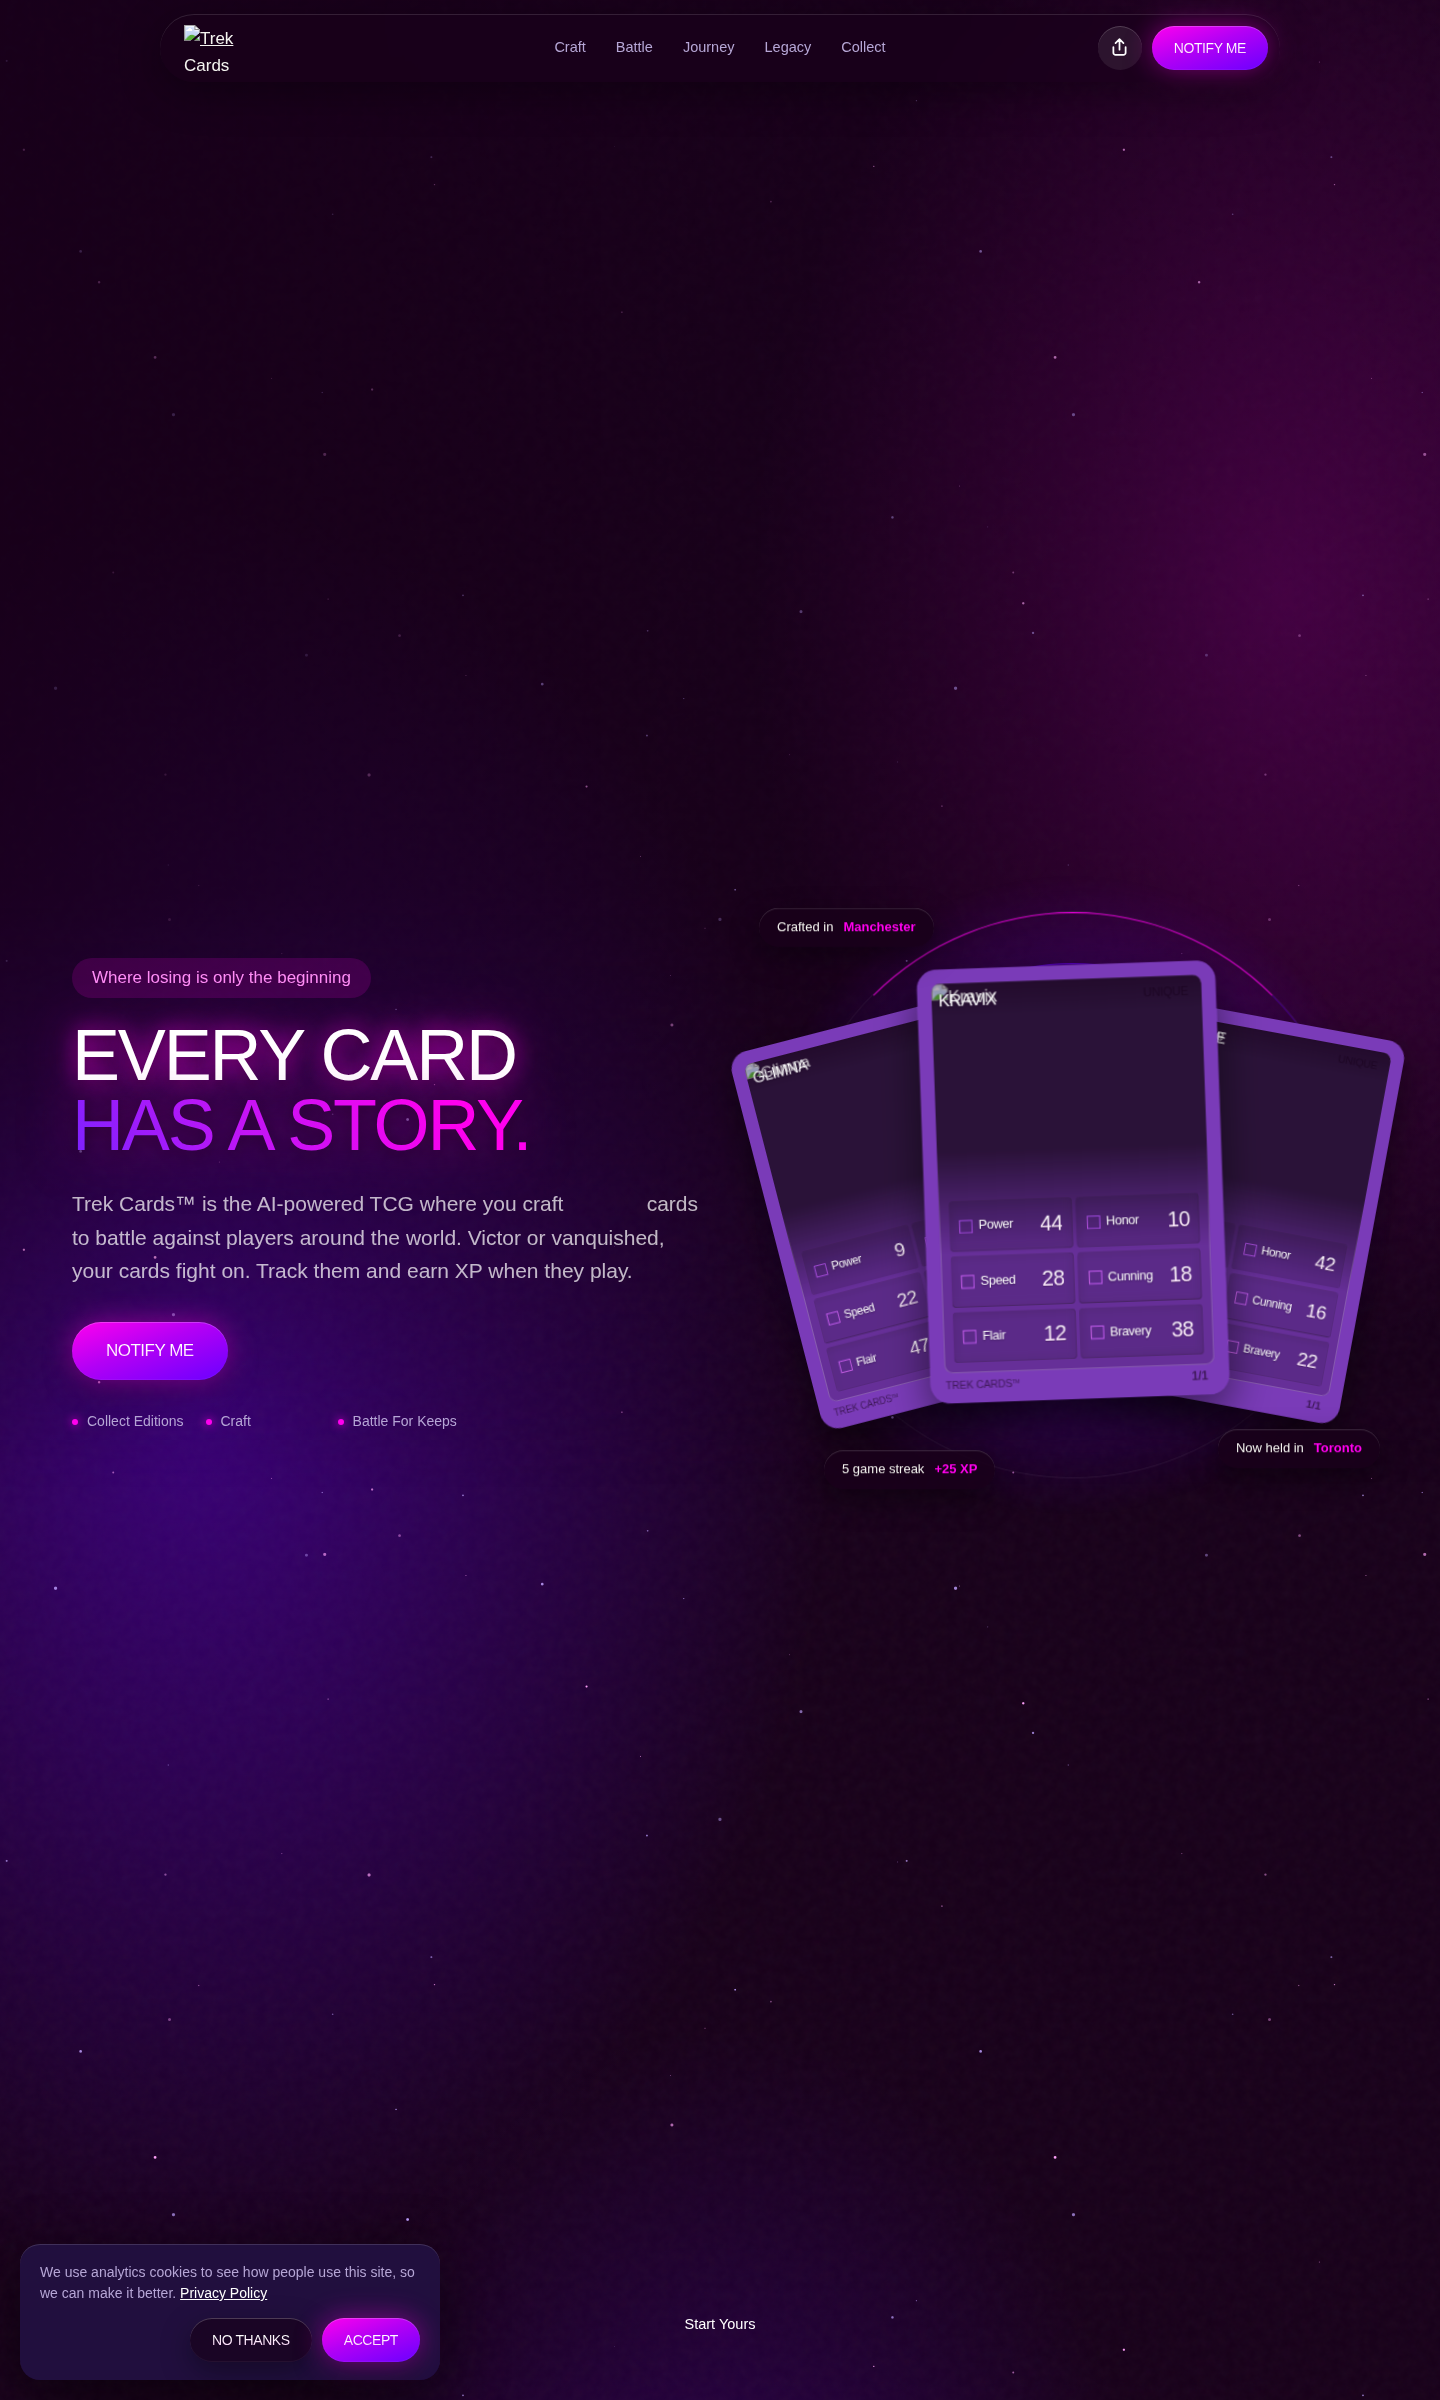 Trek
Cards
Craft
Battle
Journey
Legacy
Collect
NOTIFY ME
Crafted in Manchester
Where losing is only the beginning
EVERY CARD
HAS A STORY.
Trek Cards™ is the AI-powered TCG where you craft cards
to battle against players around the world. Victor or vanquished,
your cards fight on. Track them and earn XP when they play.
NOTIFY ME
Collect Editions
Craft
Battle For Keeps
GLIMNA
Power 9
Speed 22
Flair 47
TREK CARDS™
KRAVIX
UNIQUE
Power 44
Honor 10
Speed 28
Cunning 18
Flair 12
Bravery 38
TREK CARDS™
1/1
UNIQUE
Honor 42
Cunning 16
Bravery 22
1/1
Now held in Toronto
5 game streak +25 XP
We use analytics cookies to see how people use this site, so
we can make it better. Privacy Policy
NO THANKS
ACCEPT
Start Yours